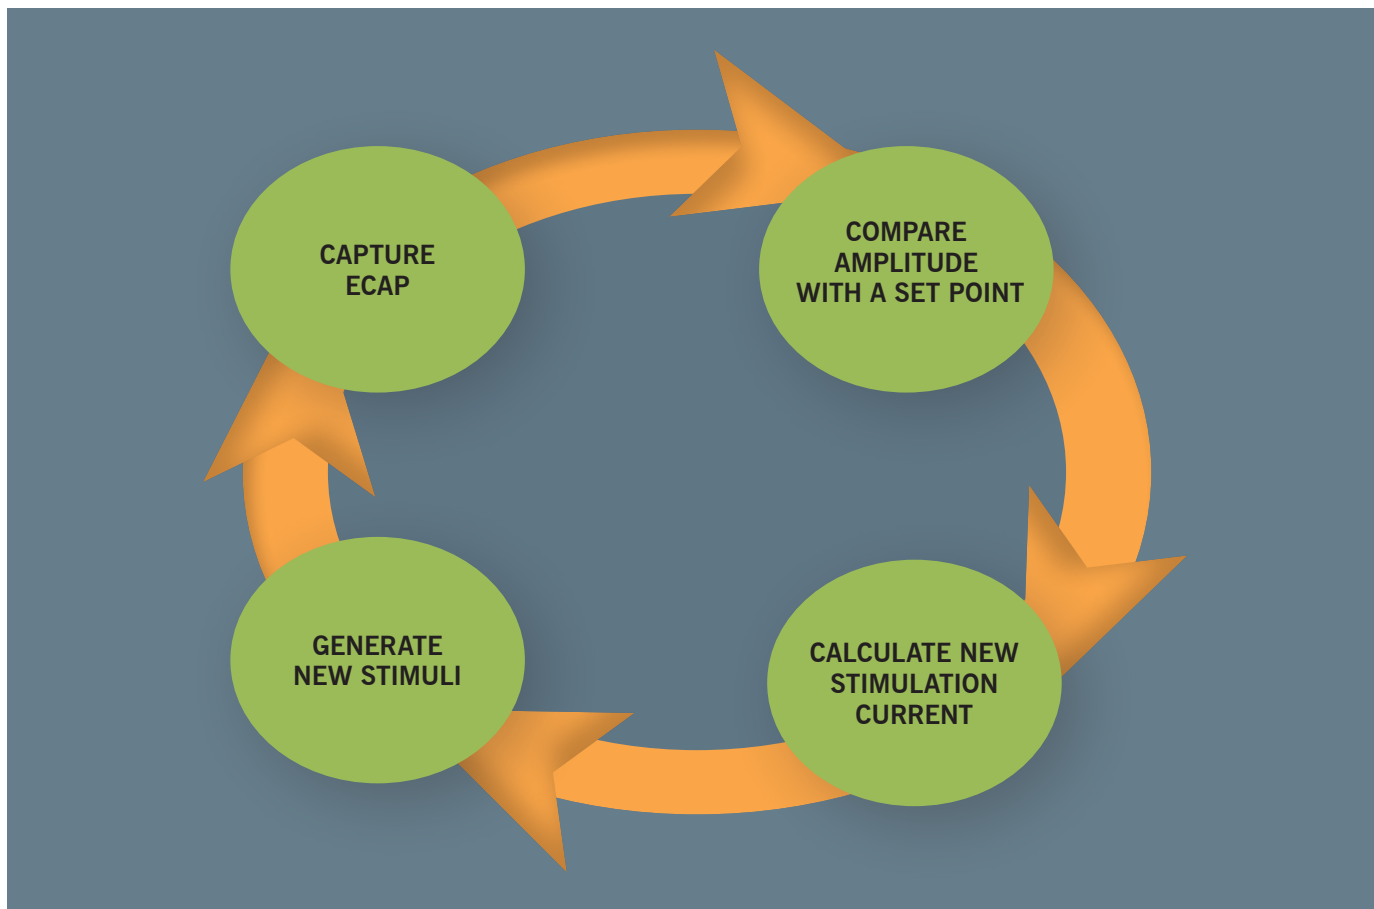 CAPTURE
ECAP
COMPARE
AMPLITUDE
WITH A SET POINT
GENERATE
NEW STIMULI
CALCULATE NEW
STIMULATION
CURRENT